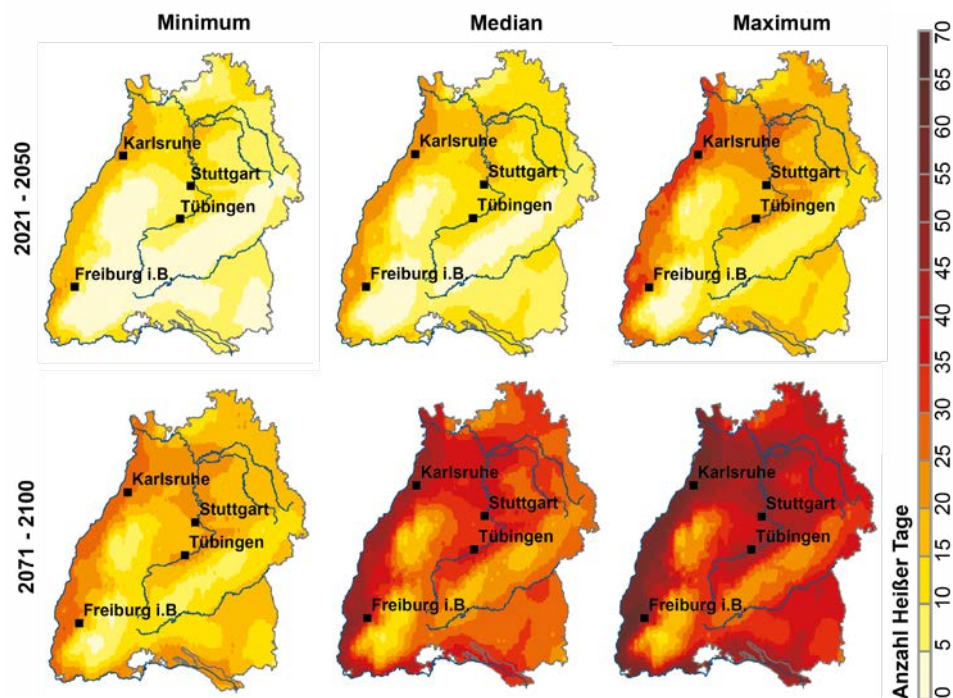 Minimum
Median
Maximum
2021 - 2050
Karlsruhe
Stuttgart
Tübingen
Freiburg i.B.
Karlsruhe
Stuttgart
Tübingen
Freiburg i.B.
Karlsruhe
Stuttgart
Tübingen
Freiburg i.B.
2071 - 2100
Karlsruhe
Stuttgart
Tübingen
Freiburg i.B.
Karlsruhe
Stuttgart
Tübingen
Freiburg i.B.
Karlsruhe
Stuttgart
Tübingen
Freiburg i.B.
Anzahl Heißer Tage
70
65
60
55
50
45
40
35
30
25
20
15
10
5
0